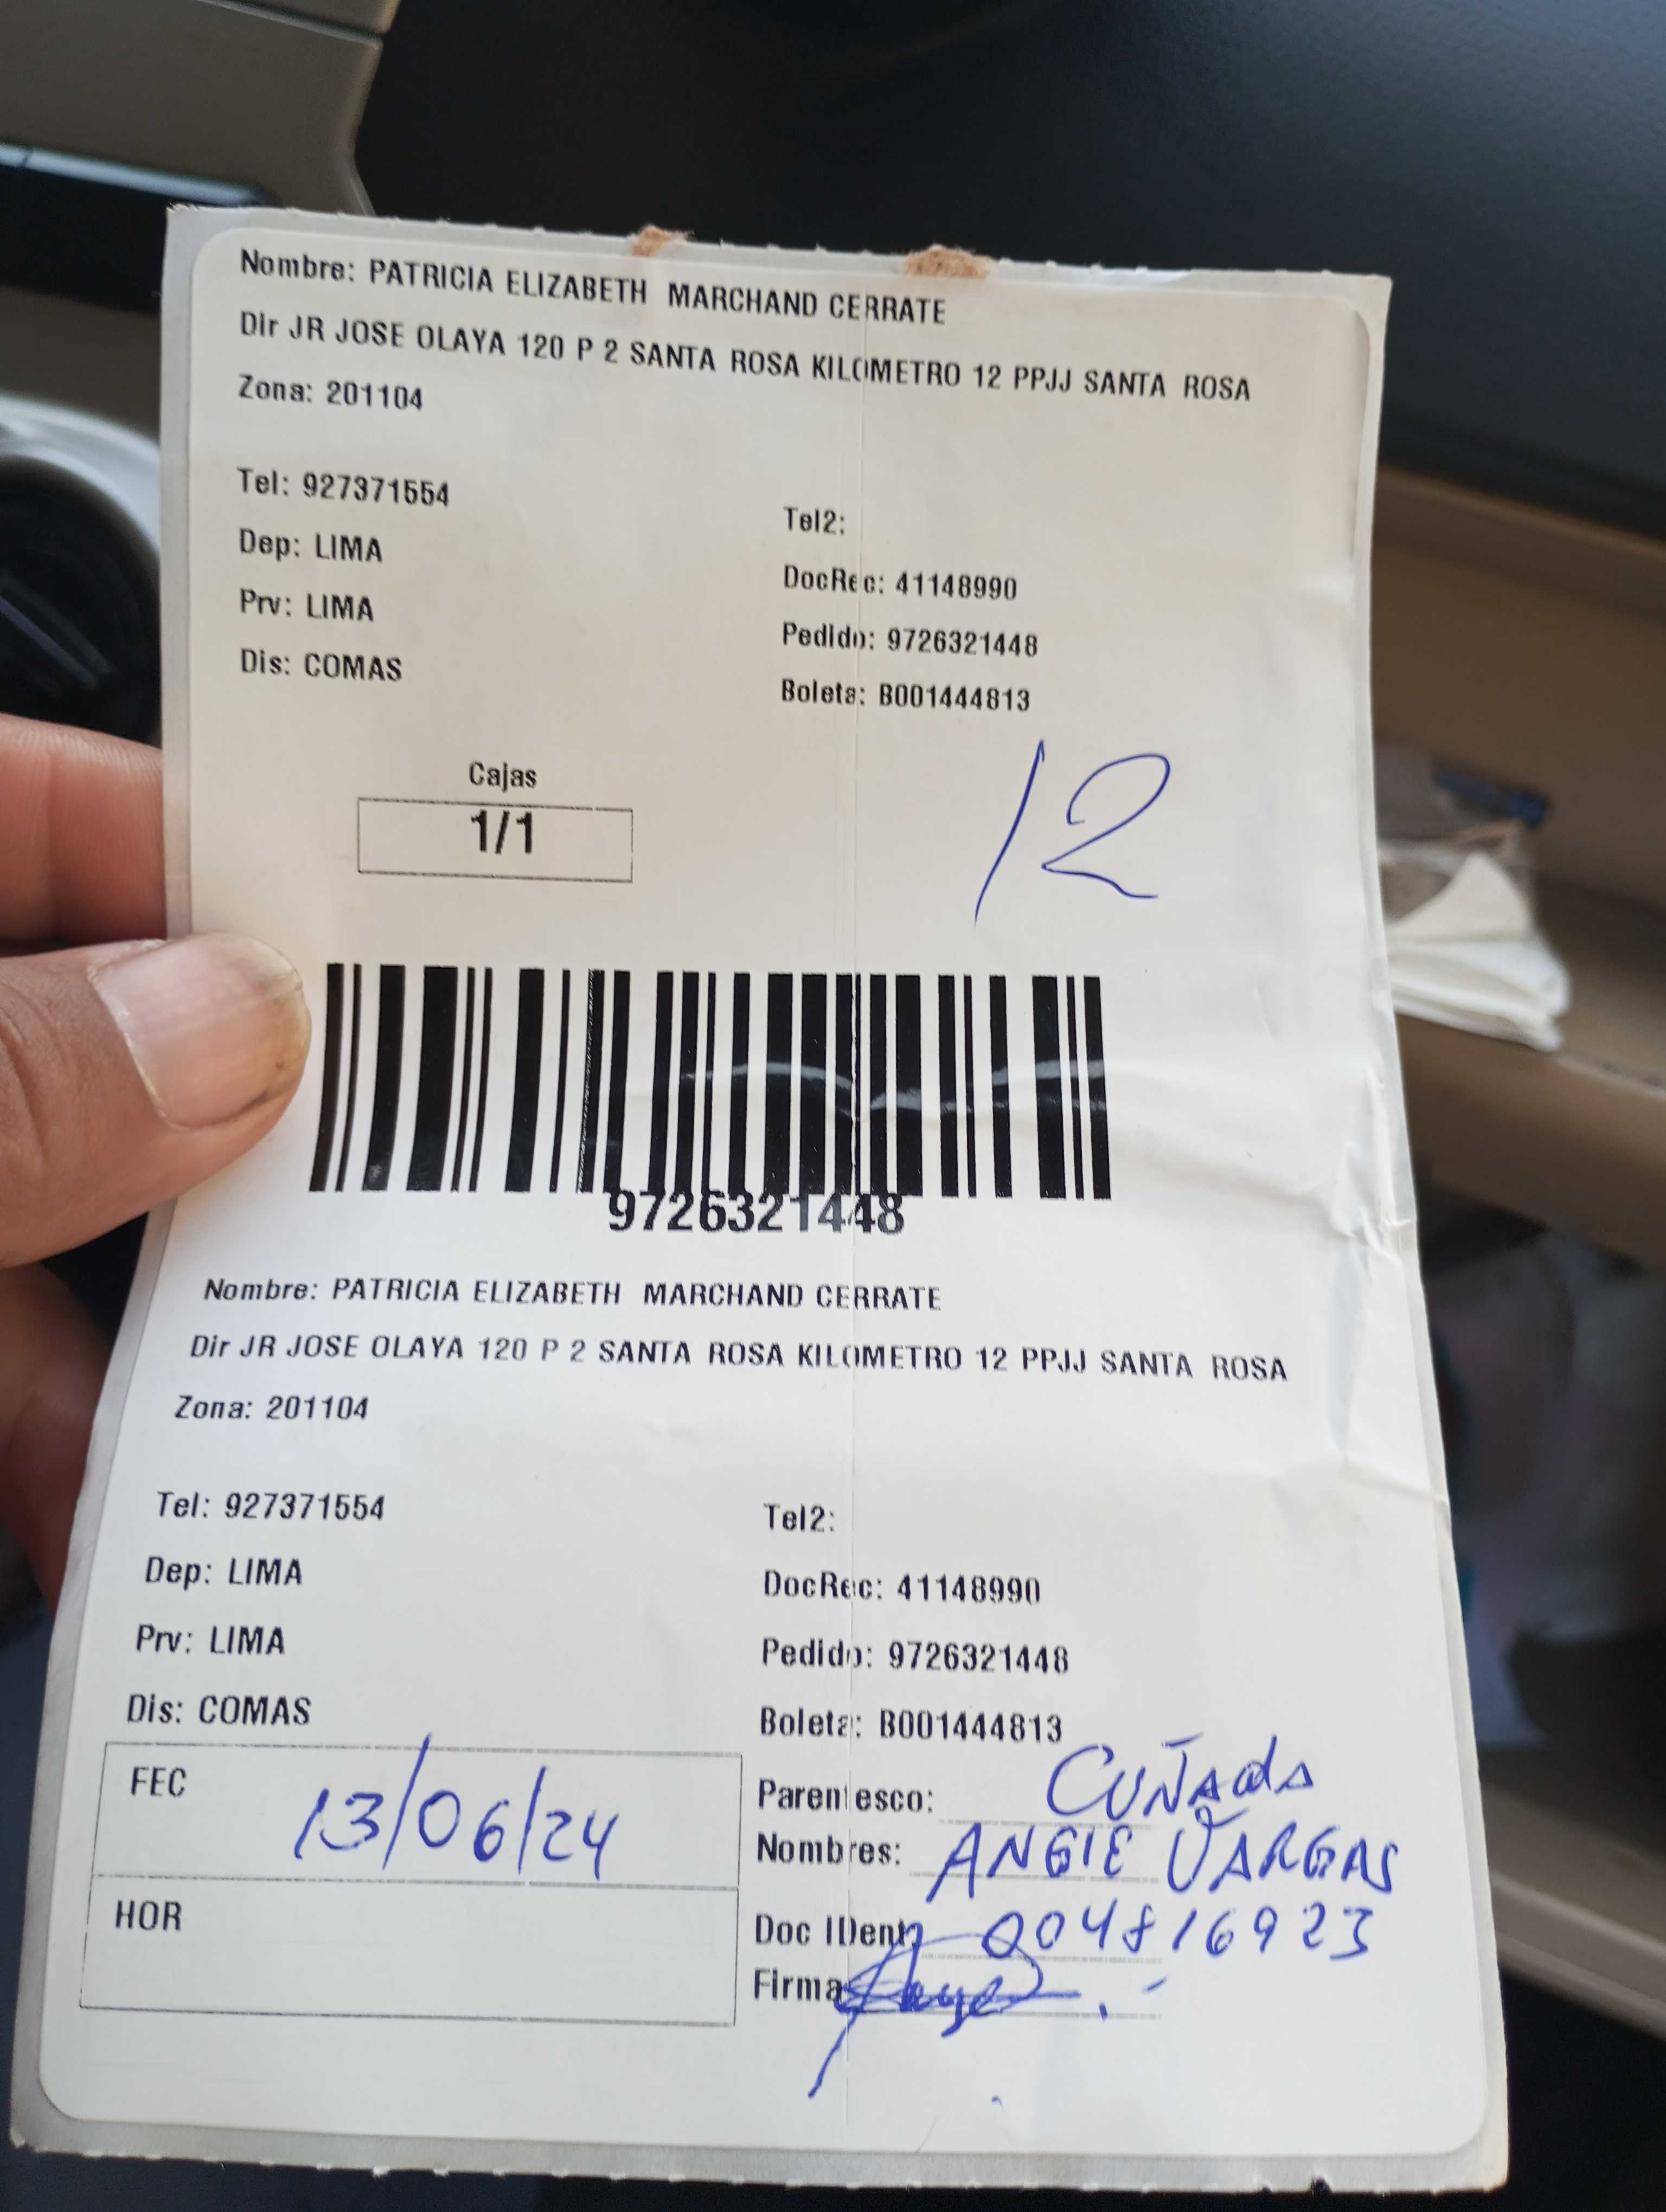 Nombre: PATRICIA ELIZABETH MARCHAND CERRATE
Dir JR JOSE OLAYA 120 P 2 SANTA ROSA KILOMETRO 12 PPJJ SANTA ROSA
Zona: 201104
Tel: 927371554
Tel2:
Dep: LIMA
DocRec: 41148990
Prv: LIMA
Pedido: 9726321448
Dis: COMAS
Boleta: B001444813
Cajas
1/1
12
9726321448
Nombre: PATRICIA ELIZABETH MARCHAND CERRATE
Dir JR JOSE OLAYA 120 P 2 SANTA ROSA KILOMETRO 12 PPJJ SANTA ROSA
Zona: 201104
Tel: 927371554
Tel2:
Dep: LIMA
DocRec: 41148990
Prv: LIMA
Pedido: 9726321448
Dis: COMAS
Boleta: B001444813
FEC 13/06/24
HOR
Parentesco: CUÑADA
Nombres: ANGIE VARGAS
Doc IDent: 004816923
Firma